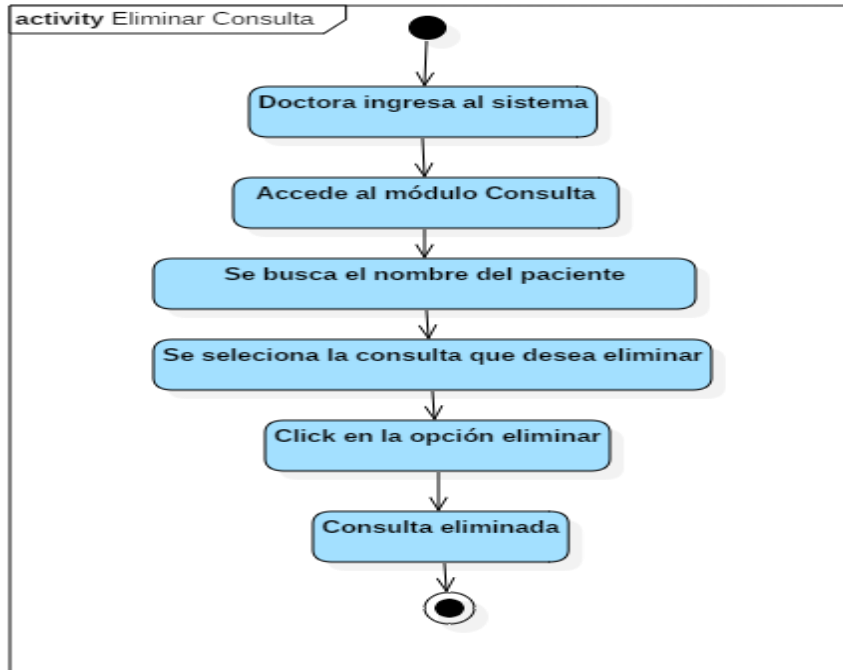 activity Eliminar Consulta
Doctora ingresa al sistema
Accede al módulo Consulta
Se busca el nombre del paciente
Se seleciona la consulta que desea eliminar
Click en la opción eliminar
Consulta eliminada